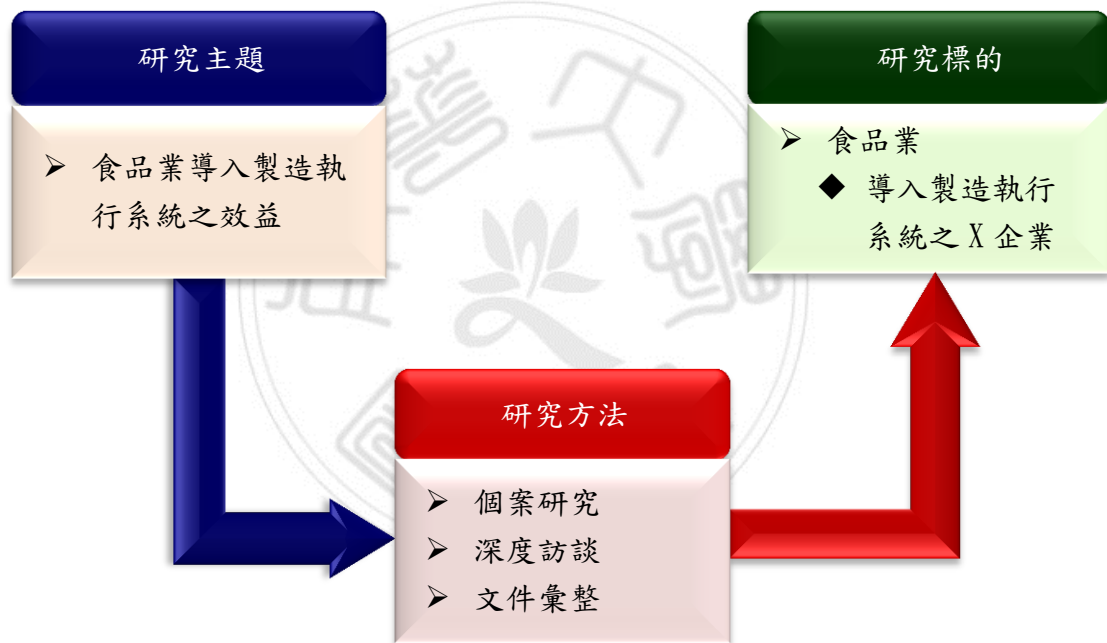 研究主題
➢ 食品業導入製造執
行系統之效益
研究標的
➢ 食品業
◆ 導入製造執行
系統之 X 企業
研究方法
➢ 個案研究
➢ 深度訪談
➢ 文件彙整